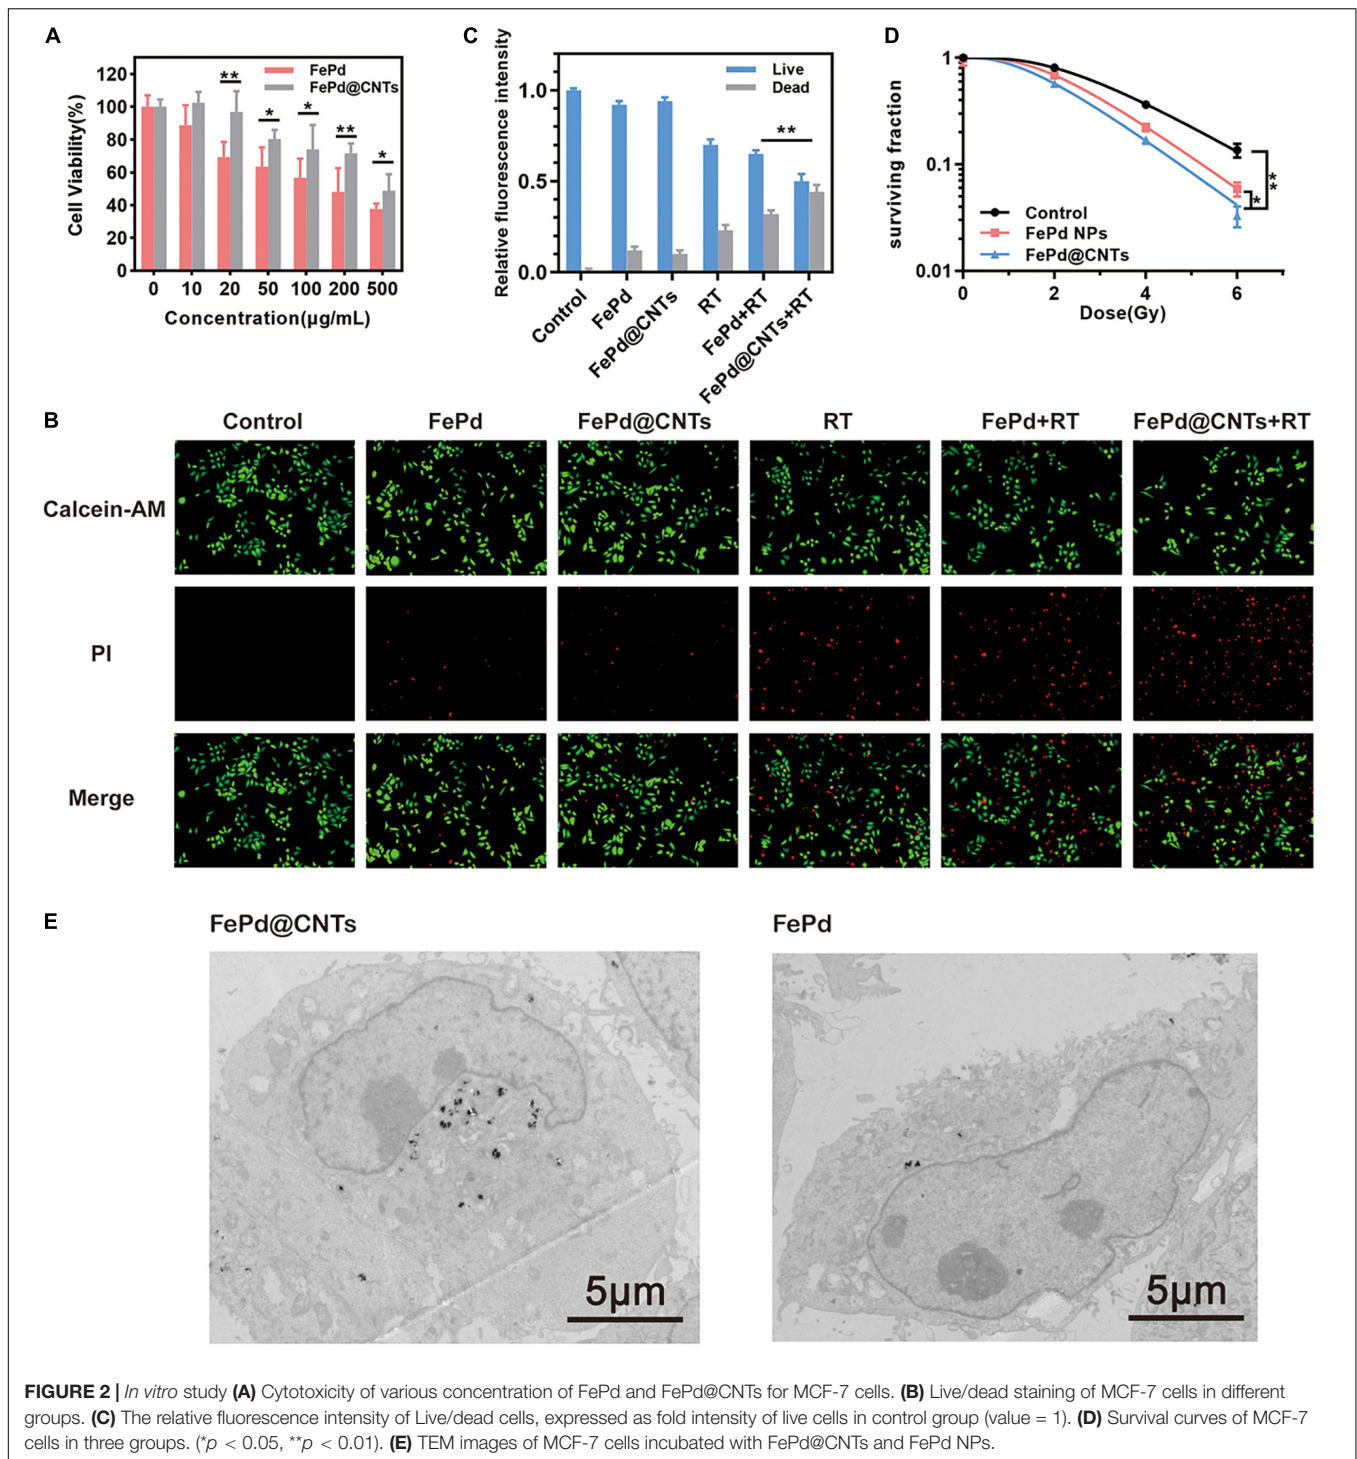 A
Cell Viability(%)
120
100
80
60
40
20
0
FePd
FePd@CNTs
**
*
*
**
*
0 10 20 50 100 200 500
Concentration(μg/mL)
C
Relative fluorescence intensity
1.0
0.5
0.0
Live
Dead
**
Control
FePd
FePd@CNTs
RT
FePd+RT
FePd@CNTs+RT
D
surviving fraction
1
0.1
0.01
Control
FePd NPs
FePd@CNTs
*
**
0 2 4 6
Dose(Gy)
B
Control FePd FePd@CNTs RT FePd+RT FePd@CNTs+RT
Calcein-AM
PI
Merge
E
FePd@CNTs FePd
5μm 5μm
FIGURE 2 | In vitro study (A) Cytotoxicity of various concentration of FePd and FePd@CNTs for MCF-7 cells. (B) Live/dead staining of MCF-7 cells in different
groups. (C) The relative fluorescence intensity of Live/dead cells, expressed as fold intensity of live cells in control group (value = 1). (D) Survival curves of MCF-7
cells in three groups. (*p < 0.05, **p < 0.01). (E) TEM images of MCF-7 cells incubated with FePd@CNTs and FePd NPs.